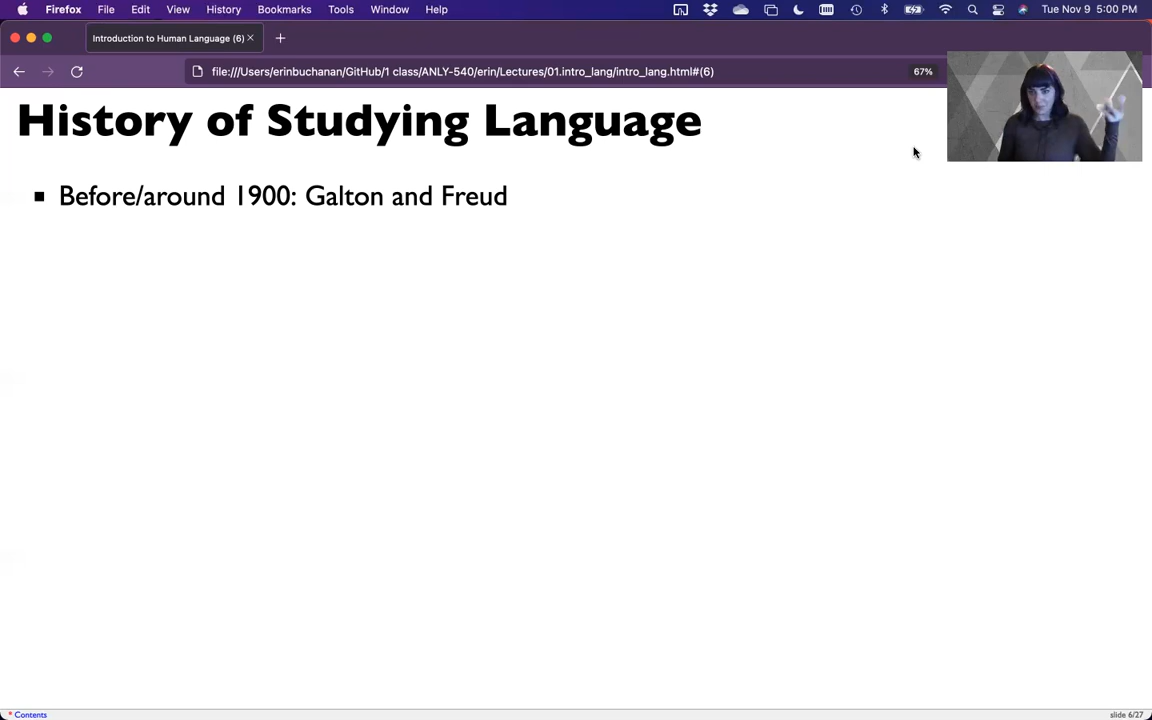 Firefox File Edit View History Bookmarks Tools Window Help Tue Nov 9 5:00 PM
Introduction to Human Language (6)
file:///Users/erinbuchanan/GitHub/1 class/ANLY-540/erin/Lectures/01.intro_lang/intro_lang.html#(6) 67%
History of Studying Language
Before/around 1900: Galton and Freud
* Contents slide 6/27